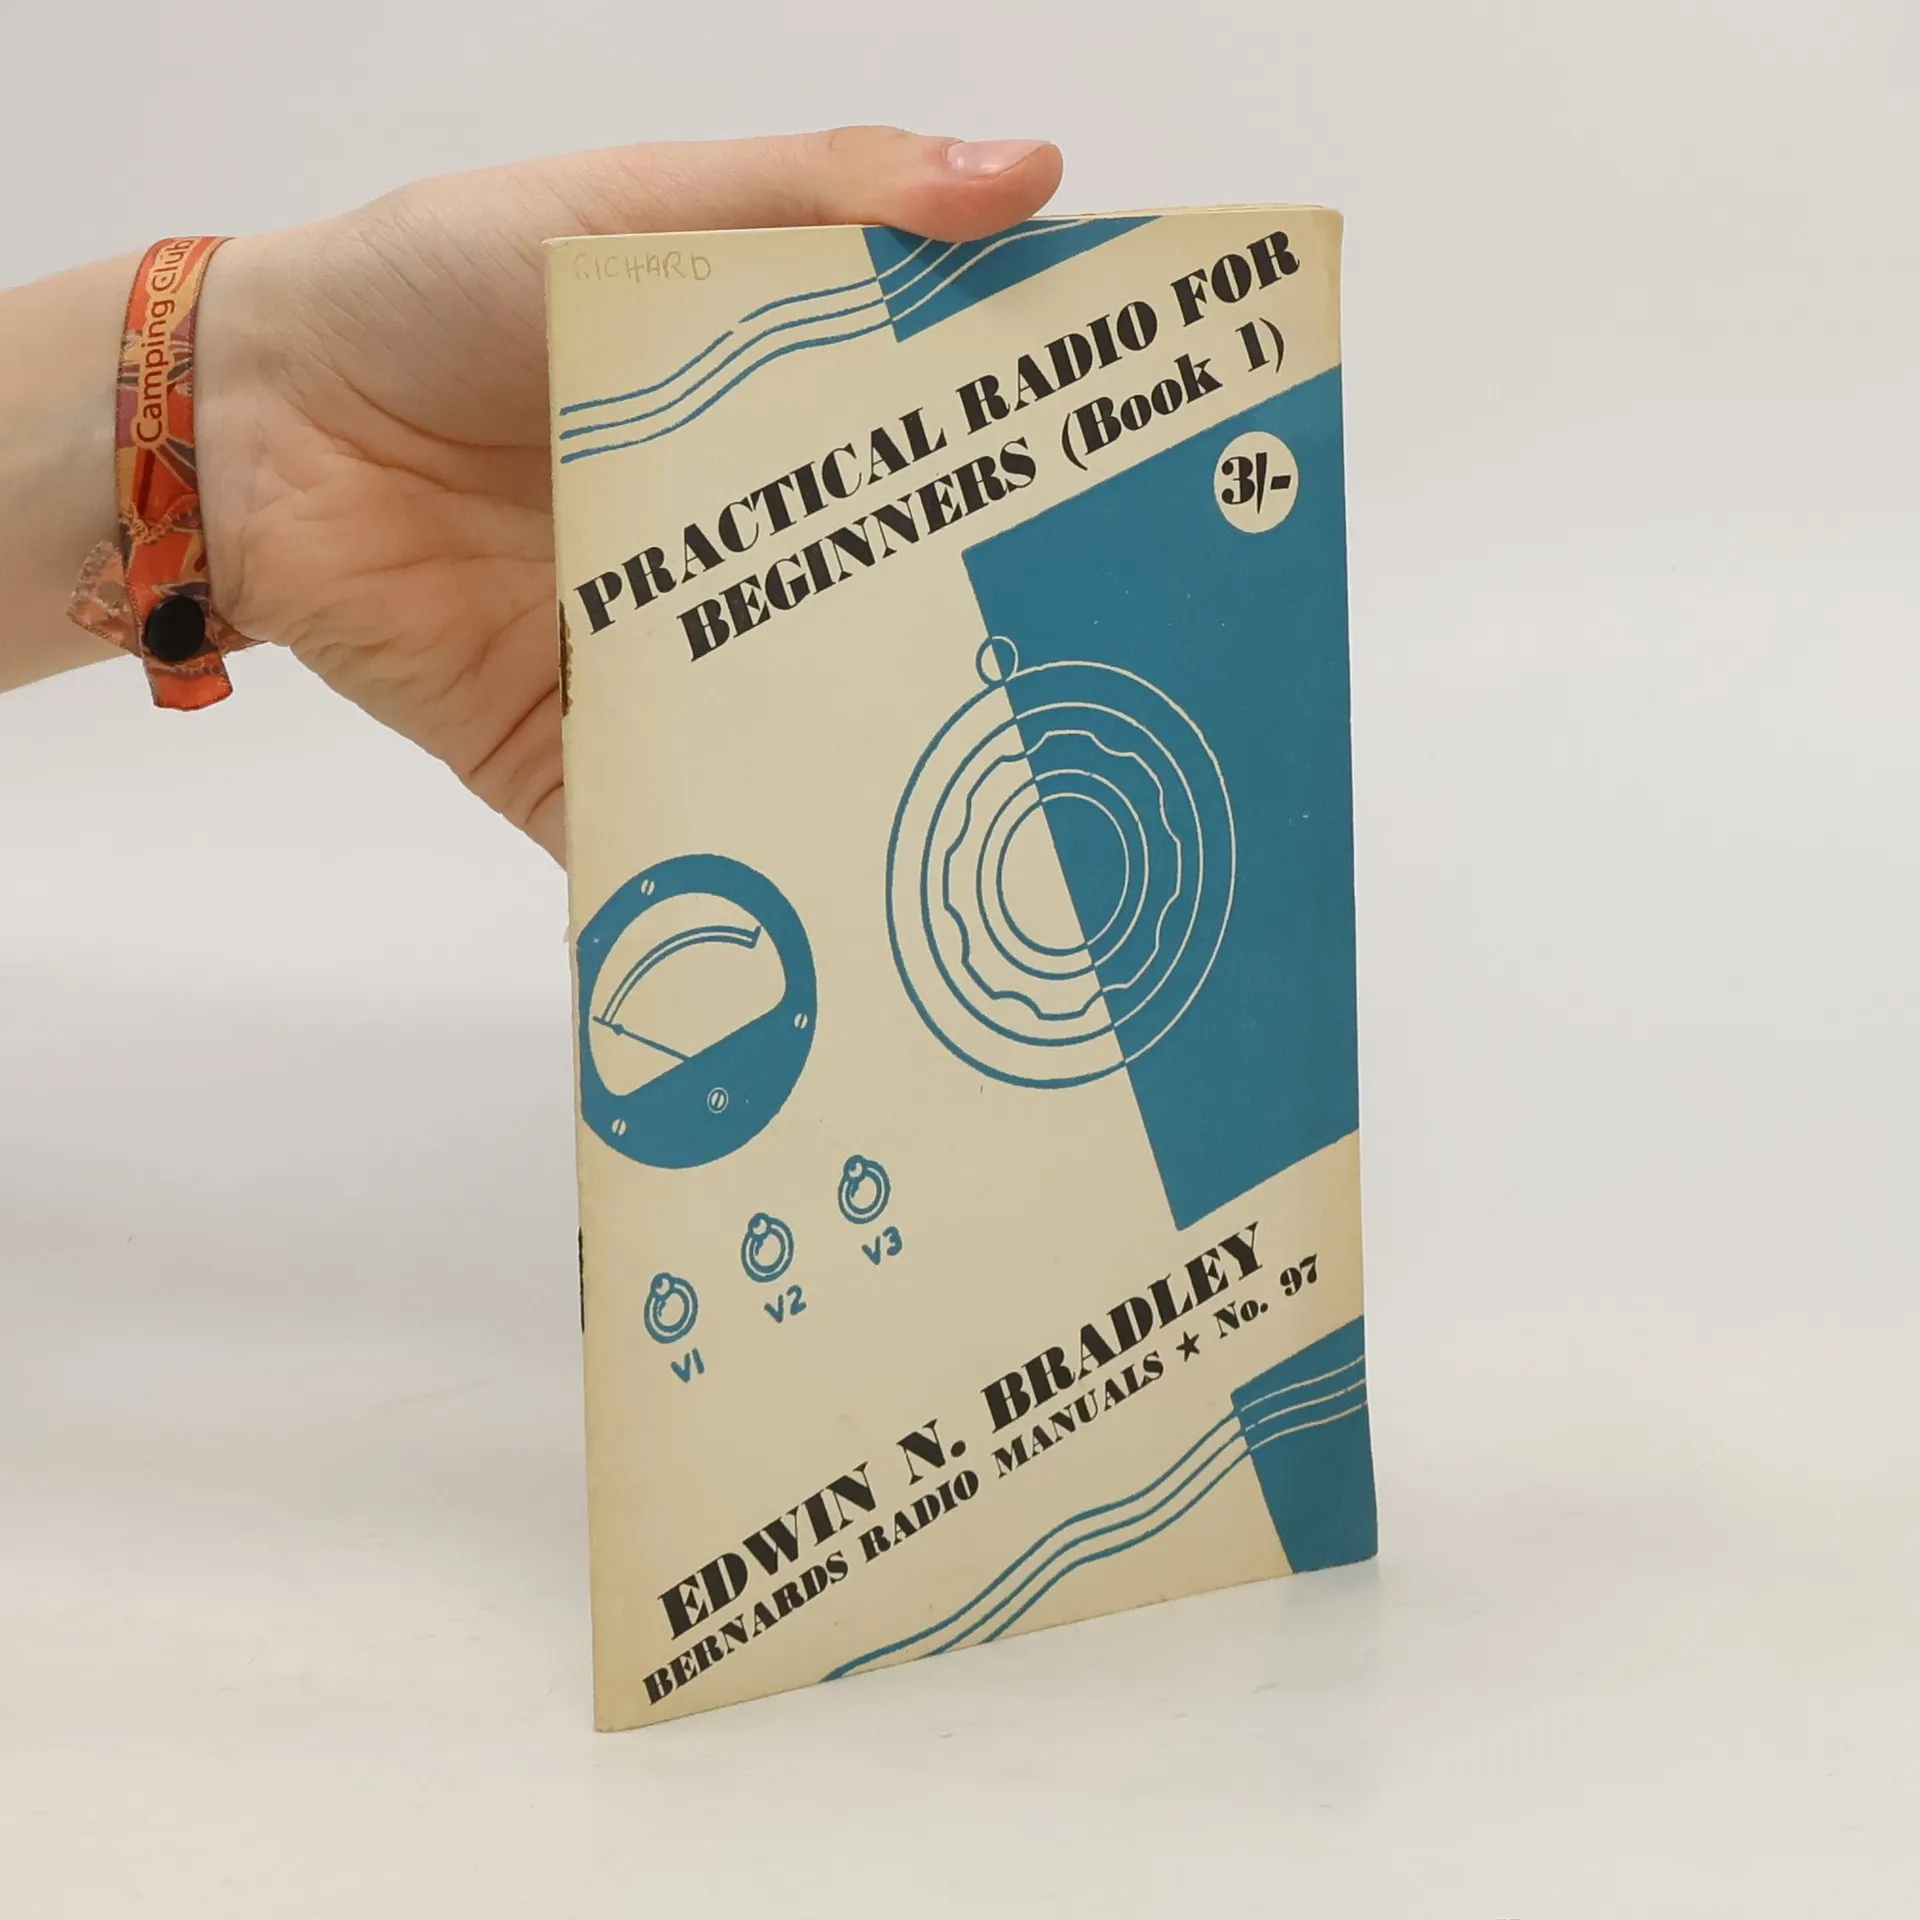 Camping Club
RICHARD
PRACTICAL RADIO FOR
BEGINNERS (Book 1)
3/-
V1
V2
V3
EDWIN N. BRADLEY
BERNARDS RADIO MANUALS ★ No. 97